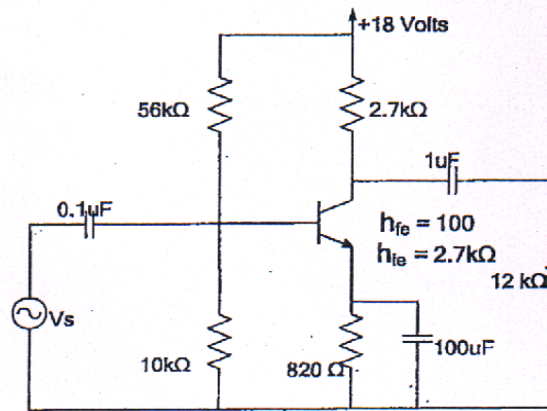 +18 Volts
56kΩ
2.7kΩ
1uF
0.1uF
hfe = 100
hfe = 2.7kΩ
12 kΩ
Vs
10kΩ
820 Ω
100uF